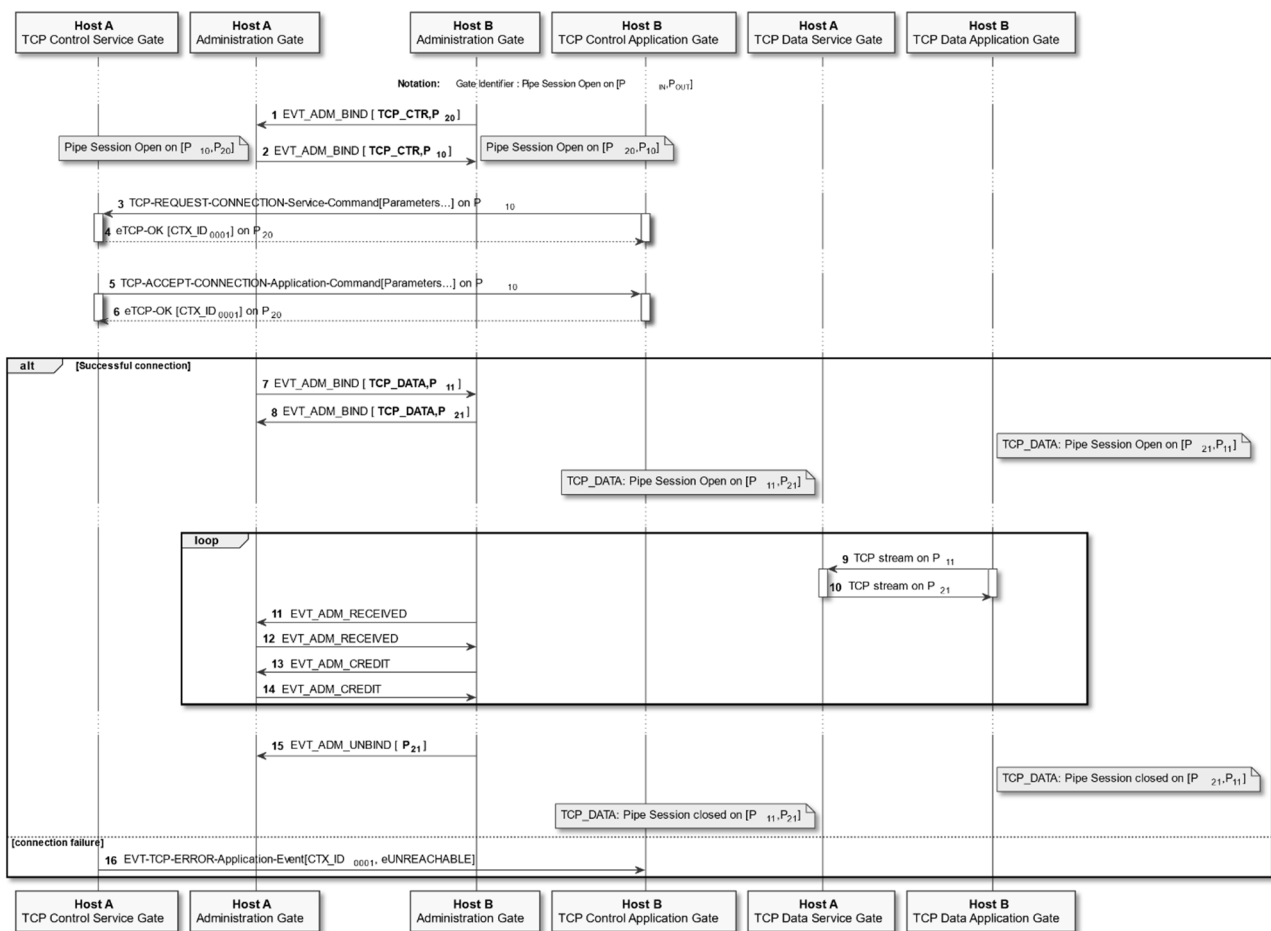 Host A
TCP Control Service Gate
Host A
Administration Gate
Host B
Administration Gate
Host B
TCP Control Application Gate
Host A
TCP Data Service Gate
Host B
TCP Data Application Gate
Notation: Gate Identifier : Pipe Session Open on [P IN,POUT]
1 EVT_ADM_BIND [ TCP_CTR,P 20]
Pipe Session Open on [P 10,P20]
2 EVT_ADM_BIND [ TCP_CTR,P 10]
Pipe Session Open on [P 20,P10]
3 TCP-REQUEST-CONNECTION-Service-Command[Parameters...] on P 10
4 eTCP-OK [CTX_ID0001] on P20
5 TCP-ACCEPT-CONNECTION-Application-Command[Parameters...] on P 10
6 eTCP-OK [CTX_ID0001] on P20
alt [Successful connection]
7 EVT_ADM_BIND [ TCP_DATA,P 11]
8 EVT_ADM_BIND [ TCP_DATA,P 21]
TCP_DATA: Pipe Session Open on [P 21,P11]
TCP_DATA: Pipe Session Open on [P 11,P21]
loop
9 TCP stream on P 11
10 TCP stream on P 21
11 EVT_ADM_RECEIVED
12 EVT_ADM_RECEIVED
13 EVT_ADM_CREDIT
14 EVT_ADM_CREDIT
15 EVT_ADM_UNBIND [ P21]
TCP_DATA: Pipe Session closed on [P 21,P11]
TCP_DATA: Pipe Session closed on [P 11,P21]
[connection failure]
16 EVT-TCP-ERROR-Application-Event[CTX_ID 0001, eUNREACHABLE]
Host A
TCP Control Service Gate
Host A
Administration Gate
Host B
Administration Gate
Host B
TCP Control Application Gate
Host A
TCP Data Service Gate
Host B
TCP Data Application Gate